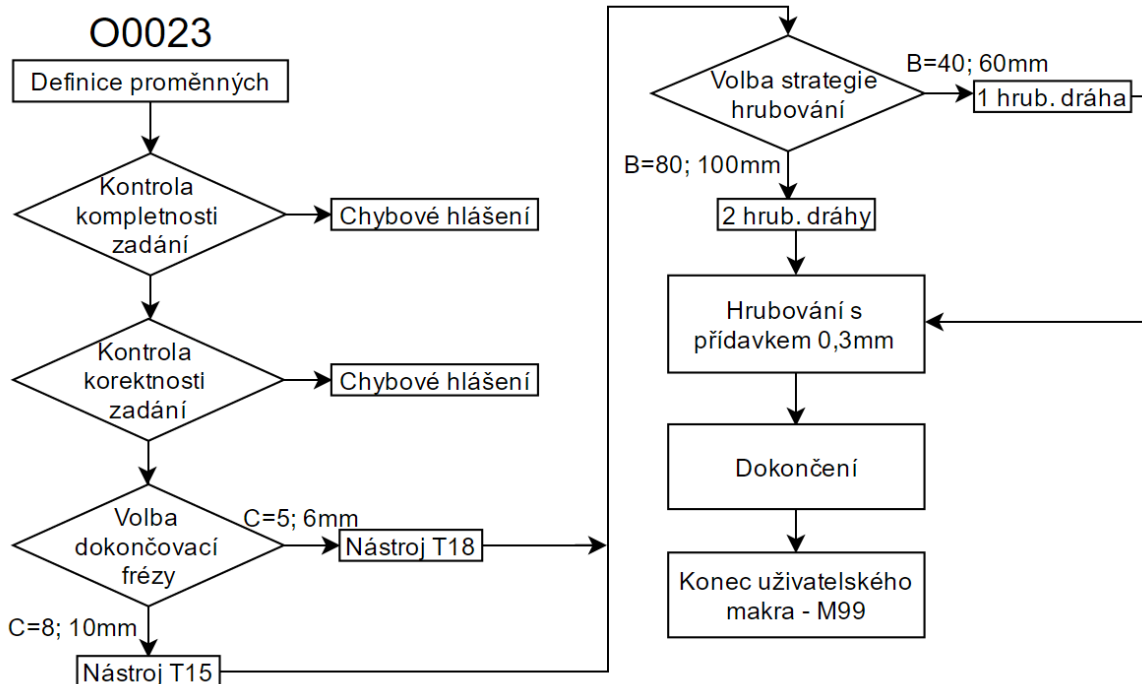 O0023
Definice proměnných
Kontrola
kompletnosti
zadání
Chybové hlášení
Kontrola
korektnosti
zadání
Chybové hlášení
Volba
dokončovací
frézy
C=5; 6mm
Nástroj T18
C=8; 10mm
Nástroj T15
Volba strategie
hrubování
B=40; 60mm
1 hrub. dráha
B=80; 100mm
2 hrub. dráhy
Hrubování s
přídavkem 0,3mm
Dokončení
Konec uživatelského
makra - M99